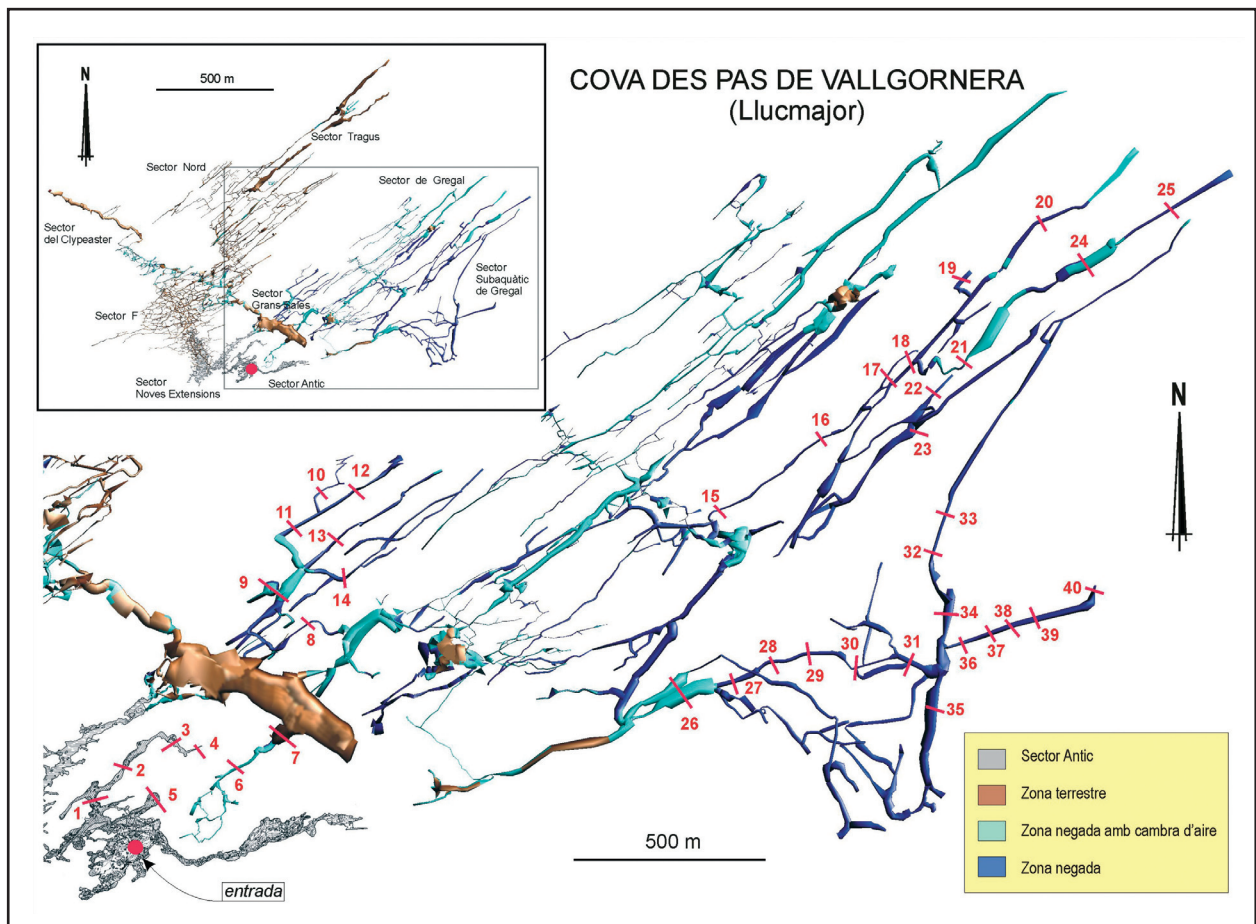 COVA DES PAS DE VALLGORNERA
(Llucmajor)
N
500 m
Sector Tragus
Sector Nord
Sector de Gregal
Sector
del Clypeaster
Sector
Subaquàtic
de Gregal
Sector
Grans Sales
Sector F
Sector
Noves Extensions
Sector Antic
20
25
24
19
18
21
17
22
16
23
10
12
11
15
13
33
32
9
14
40
34
38
8
28
30
31
39
37
36
29
27
26
35
3
4
7
2
6
5
1
N
500 m
entrada
Sector Antic
Zona terrestre
Zona negada amb cambra d'aire
Zona negada